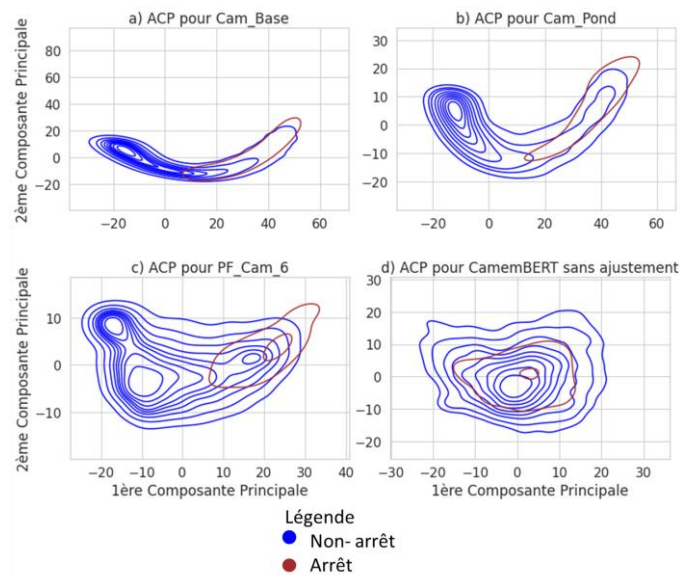 a) ACP pour Cam_Base
2ème Composante Principale
80
60
40
20
0
−20
−20 0 20 40 60
b) ACP pour Cam_Pond
30
20
10
0
−10
−20
−20 0 20 40 60
c) ACP pour PF_Cam_6
2ème Composante Principale
10
0
−10
−20 −10 0 10 20 30 40
1ère Composante Principale
d) ACP pour CamemBERT sans ajustement
30
20
10
0
−10
−20
−30 −20 −10 0 10 20 30
1ère Composante Principale
Légende
Non- arrêt
Arrêt